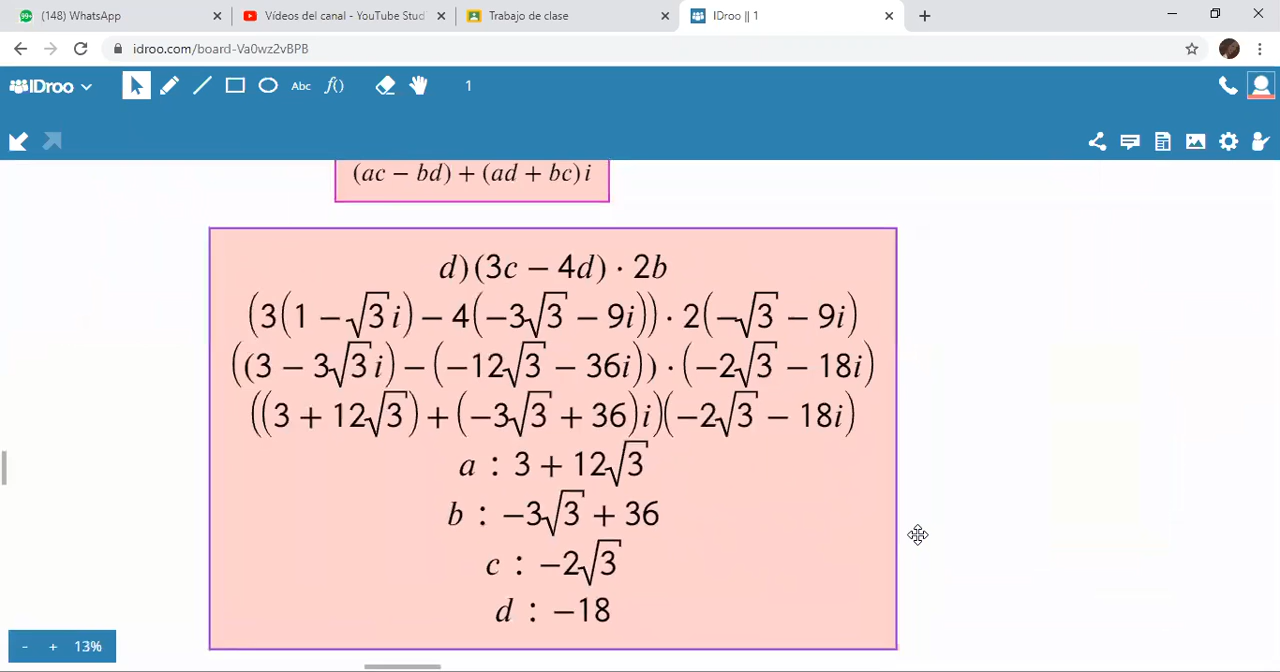 (148) WhatsApp
Vídeos del canal - YouTube Stud
Trabajo de clase
IDroo || 1
idroo.com/board-Va0wz2vBPB
IDroo
Abc
f()
1
(ac − bd) + (ad + bc)i
d)(3c − 4d) · 2b
(3(1 − √3i) − 4(−3√3 − 9i)) · 2(−√3 − 9i)
((3 − 3√3i) − (−12√3 − 36i)) · (−2√3 − 18i)
((3 + 12√3) + (−3√3 + 36)i)(−2√3 − 18i)
a : 3 + 12√3
b : −3√3 + 36
c : −2√3
d : −18
- + 13%